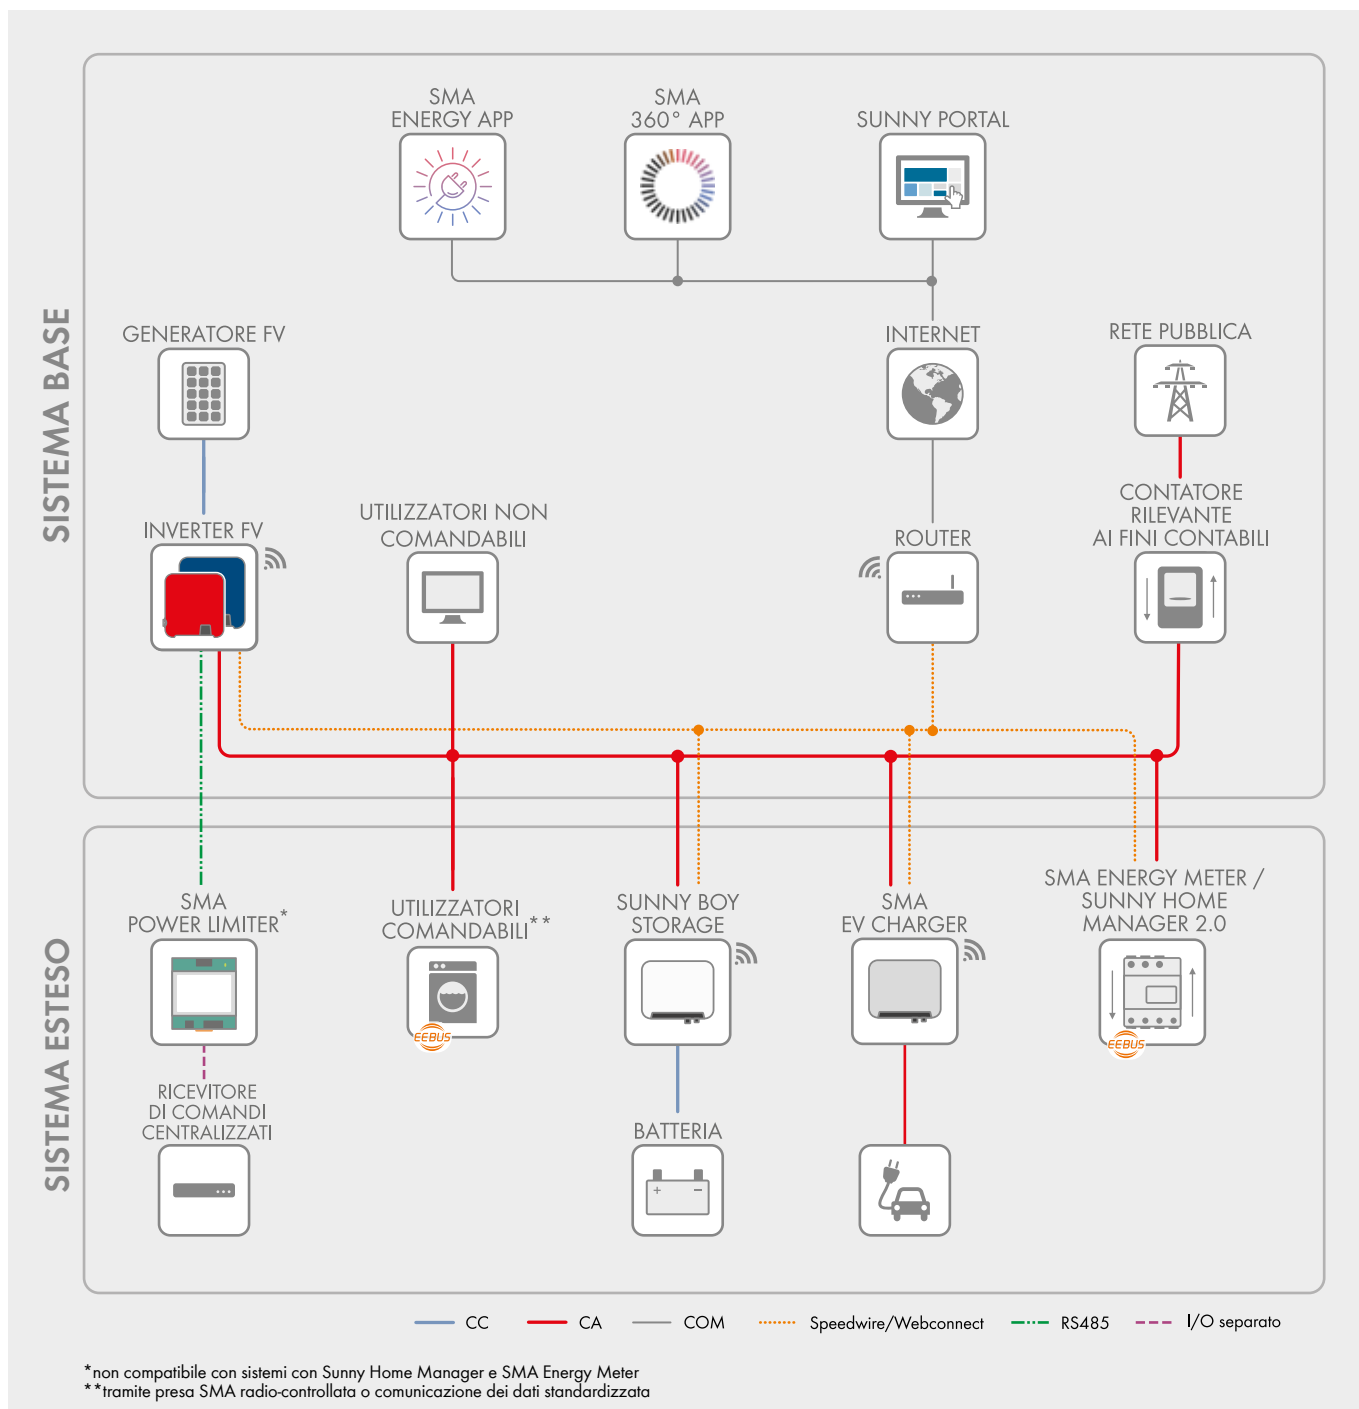 SISTEMA BASE
SMA
ENERGY APP
SMA
360° APP
SUNNY PORTAL
GENERATORE FV
INTERNET
RETE PUBBLICA
INVERTER FV
UTILIZZATORI NON
COMANDABILI
ROUTER
CONTATORE
RILEVANTE
AI FINI CONTABILI
SISTEMA ESTESO
SMA
POWER LIMITER*
UTILIZZATORI
COMANDABILI**
EEBUS
SUNNY BOY
STORAGE
SMA
EV CHARGER
SMA ENERGY METER /
SUNNY HOME
MANAGER 2.0
EEBUS
RICEVITORE
DI COMANDI
CENTRALIZZATI
BATTERIA
+ −
CC
CA
COM
Speedwire/Webconnect
RS485
I/O separato
*non compatibile con sistemi con Sunny Home Manager e SMA Energy Meter
**tramite presa SMA radio-controllata o comunicazione dei dati standardizzata